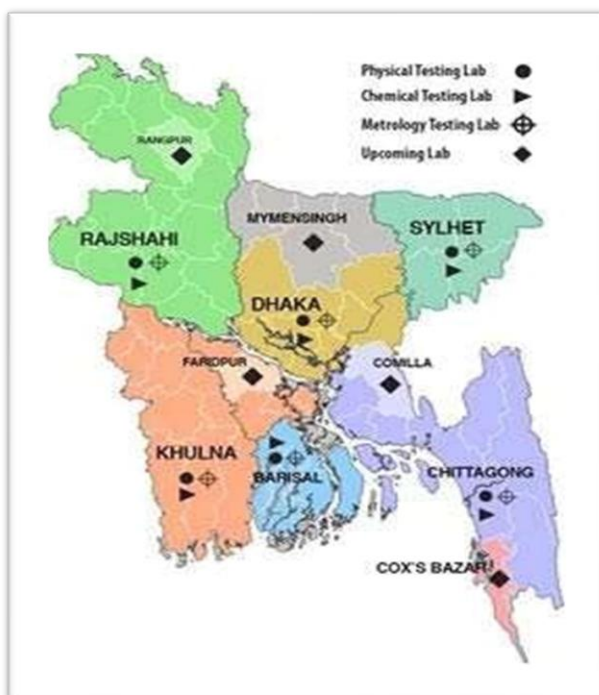 Physical Testing Lab
Chemical Testing Lab
Metrology Testing Lab
Upcoming Lab
RANGPUR
MYMENSINGH
SYLHET
RAJSHAHI
DHAKA
FARIDPUR
COMILLA
KHULNA
BARISAL
CHITTAGONG
COX'S BAZAR